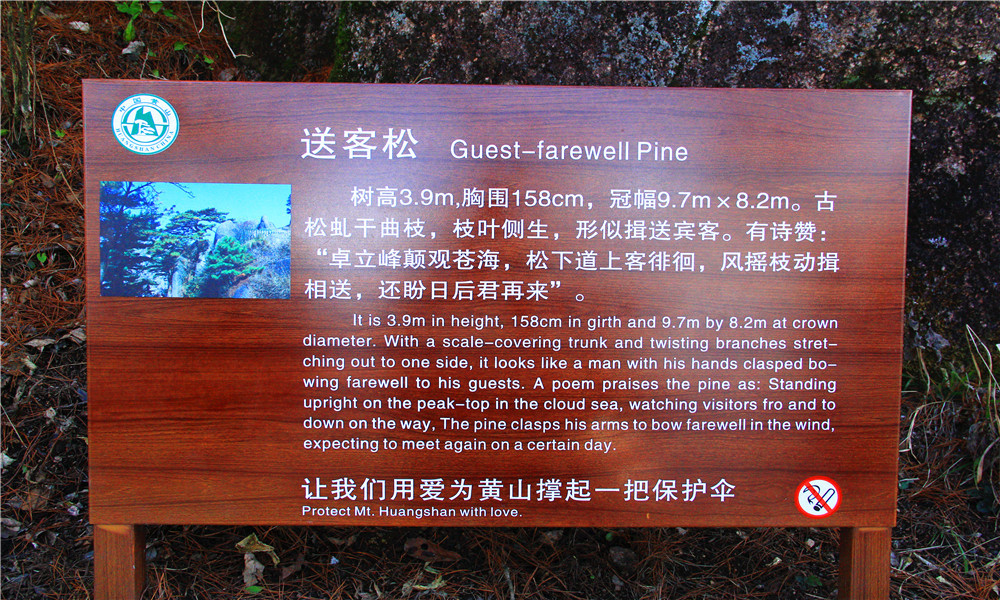 中国黄山
HUANGSHAN CHINA
送客松 Guest-farewell Pine
树高3.9m,胸围158cm，冠幅9.7m×8.2m。古
松虬干曲枝，枝叶侧生，形似揖送宾客。有诗赞：
“卓立峰颠观苍海，松下道上客徘徊，风摇枝动揖
相送，还盼日后君再来”。
It is 3.9m in height, 158cm in girth and 9.7m by 8.2m at crown
diameter. With a scale-covering trunk and twisting branches stret-
ching out to one side, it looks like a man with his hands clasped bo-
wing farewell to his guests. A poem praises the pine as: Standing
upright on the peak-top in the cloud sea, watching visitors fro and to
down on the way, The pine clasps his arms to bow farewell in the wind,
expecting to meet again on a certain day.
让我们用爱为黄山撑起一把保护伞
Protect Mt. Huangshan with love.